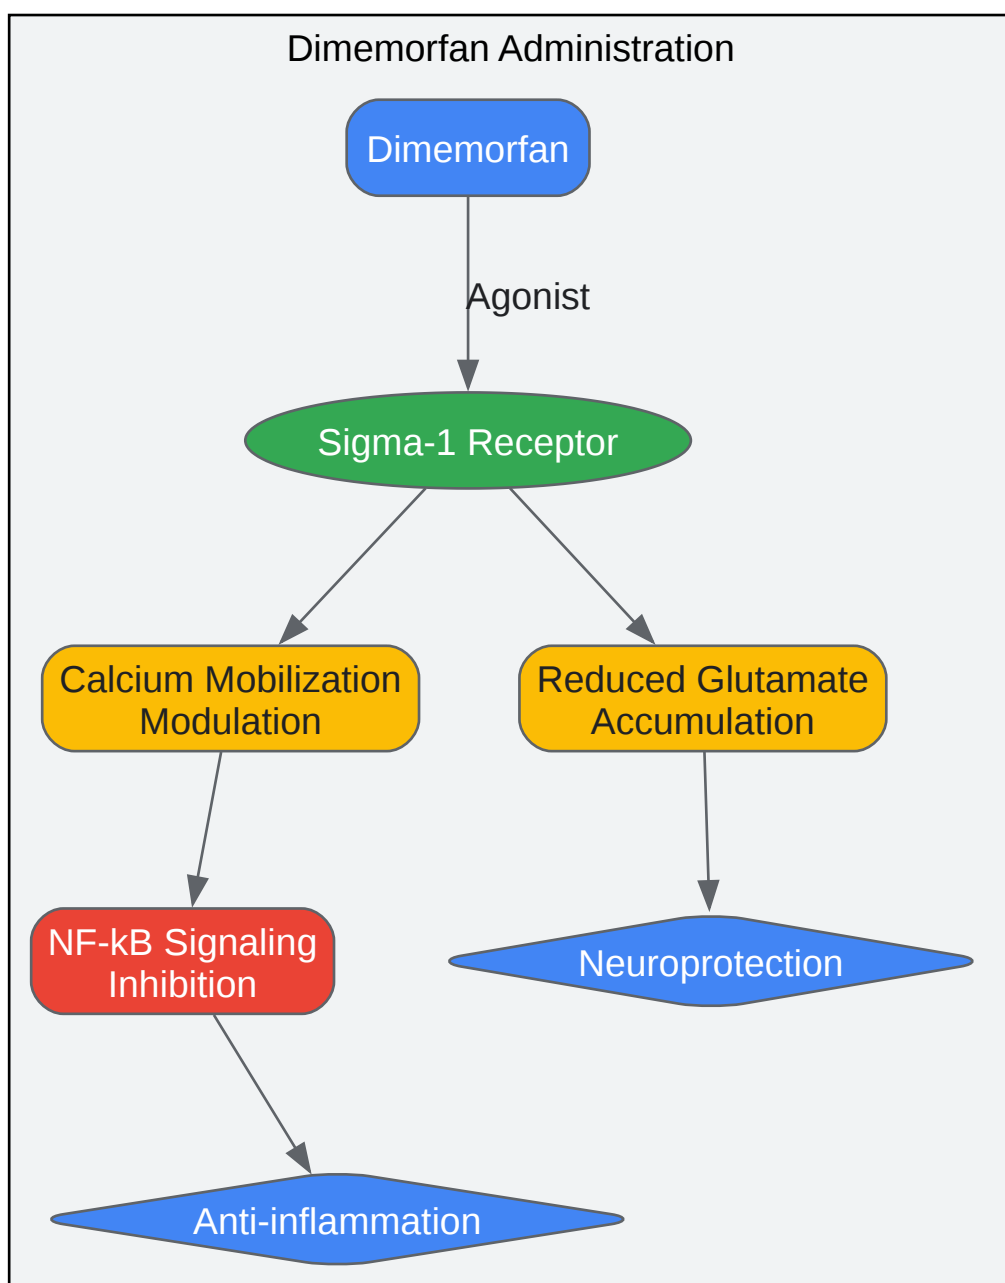 Dimemorfan Administration
Dimemorfan
Agonist
Sigma-1 Receptor
Calcium Mobilization
Modulation
Reduced Glutamate
Accumulation
NF-kB Signaling
Inhibition
Neuroprotection
Anti-inflammation